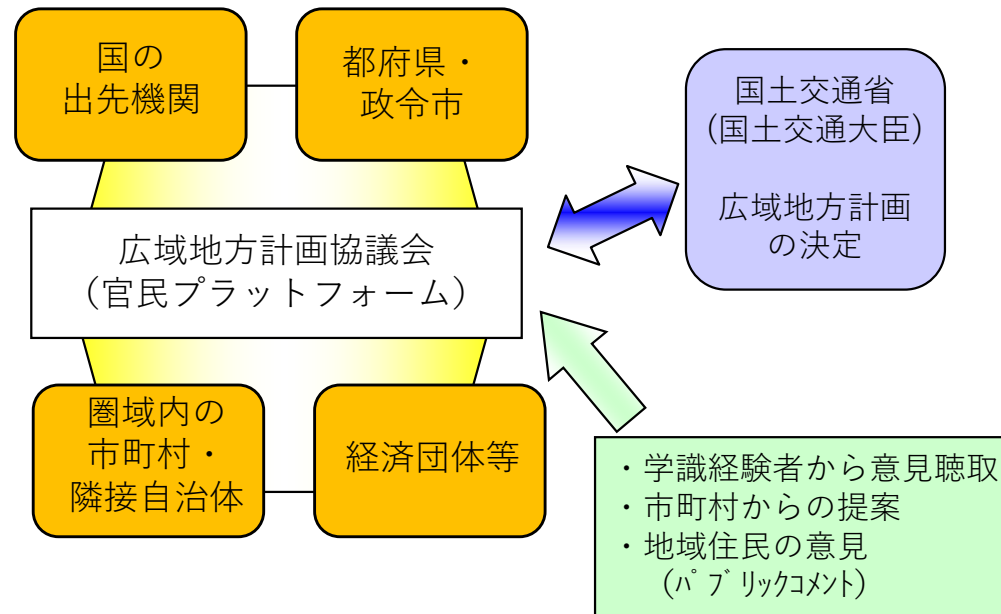 国の
出先機関
都府県・
政令市
国土交通省
(国土交通大臣)
広域地方計画
の決定
広域地方計画協議会
（官民プラットフォーム）
圏域内の
市町村・
隣接自治体
経済団体等
・学識経験者から意見聴取
・市町村からの提案
・地域住民の意見
（ﾊﾟﾌﾞﾘｯｸｺﾒﾝﾄ）